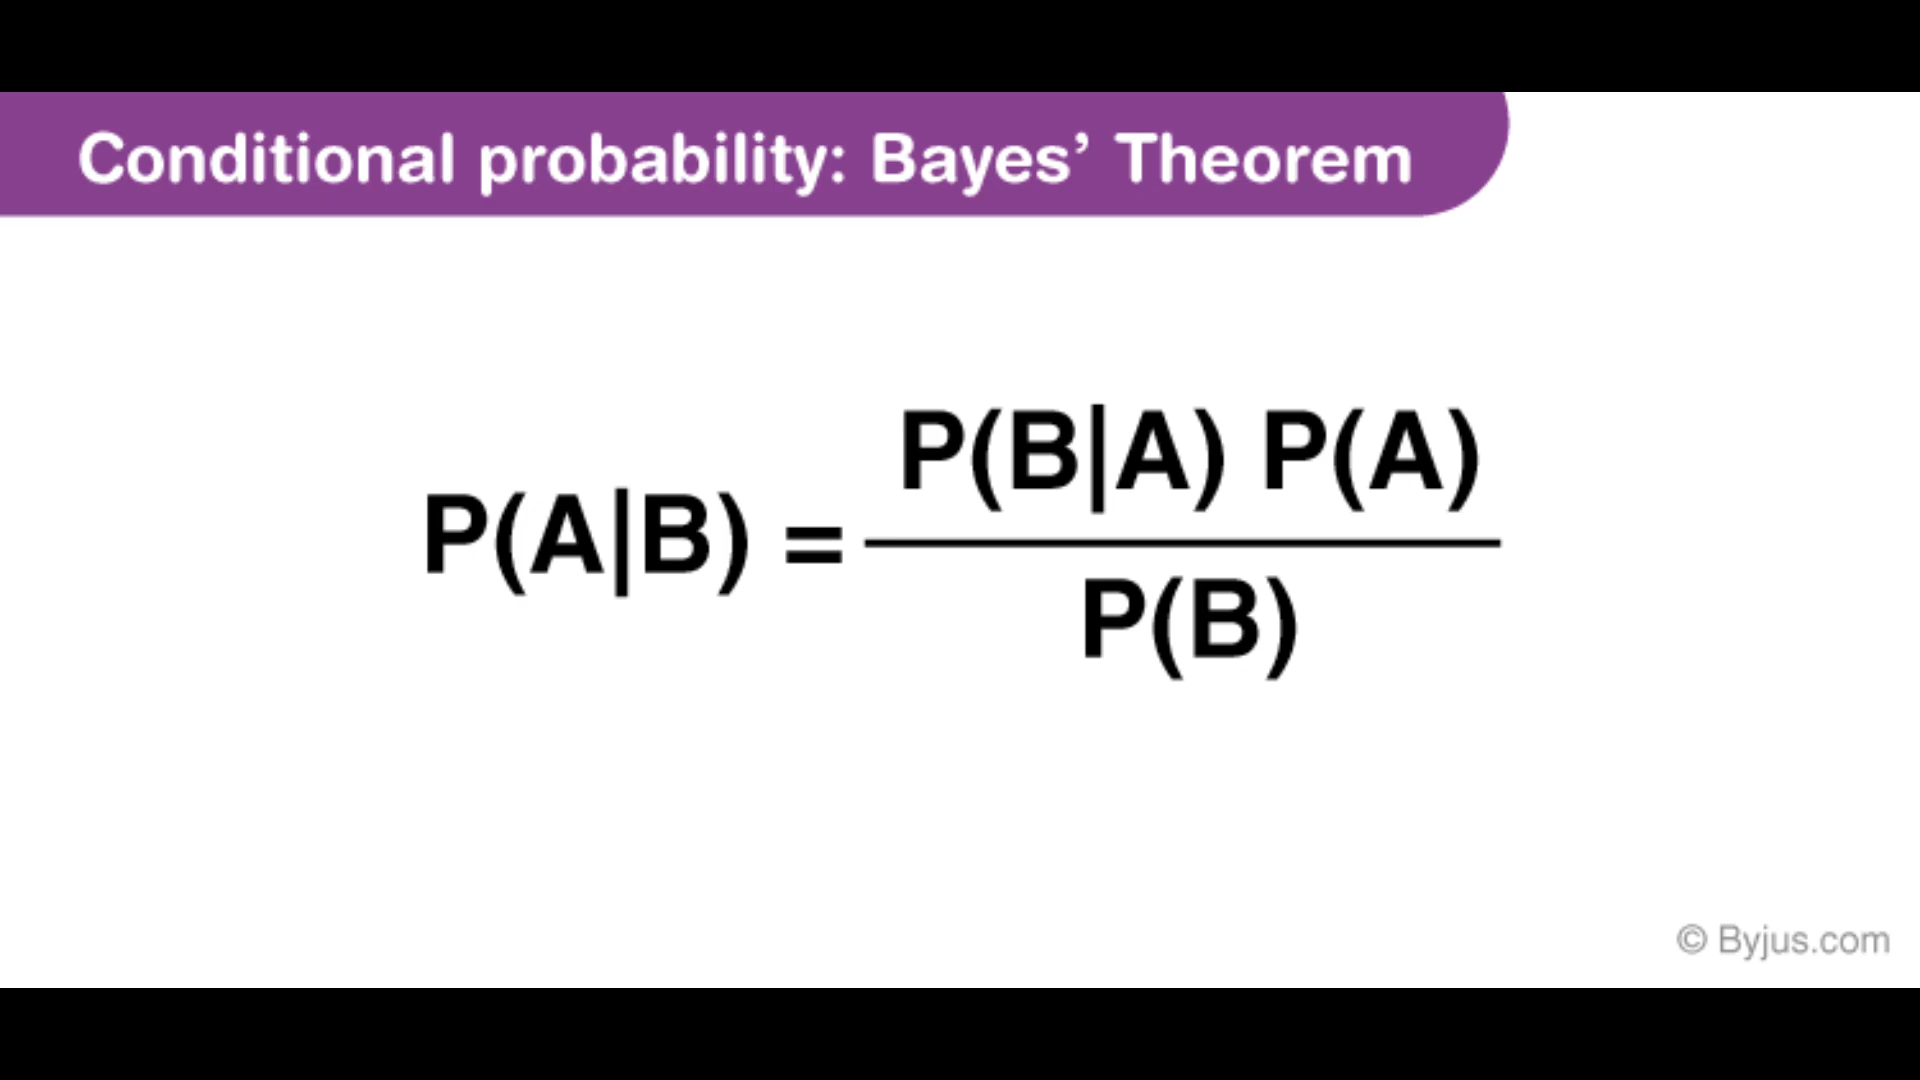 Conditional probability: Bayes’ Theorem
P(A|B) =
P(B|A) P(A)
P(B)
© Byjus.com